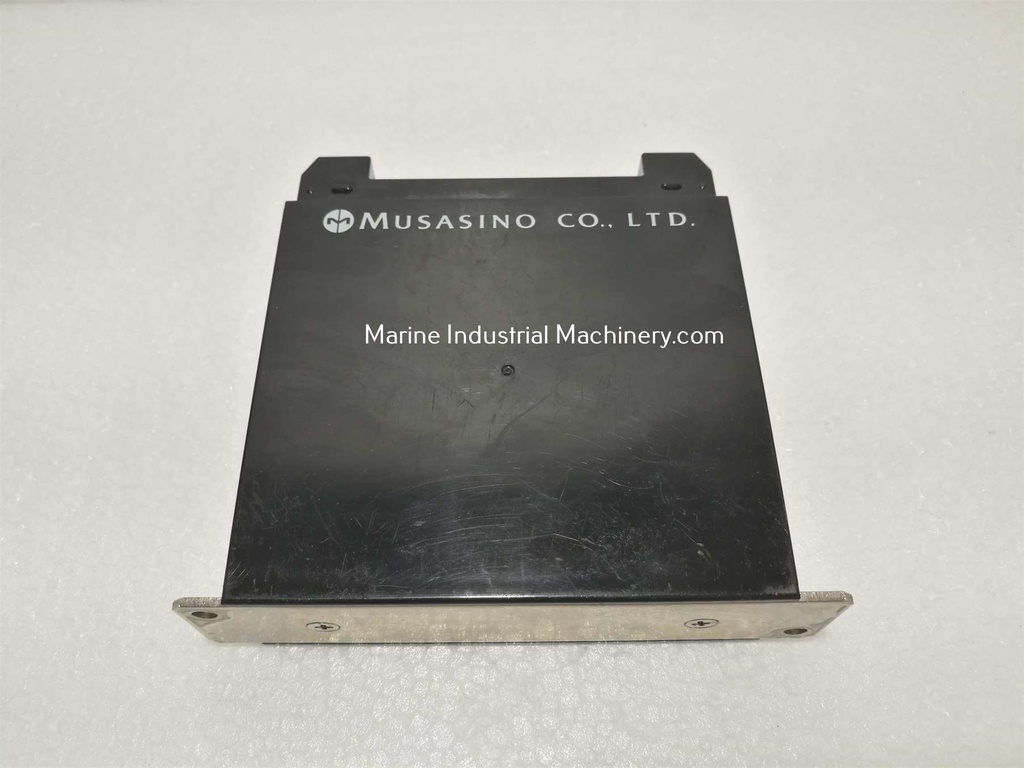 MUSASINO CO., LTD.
Marine Industrial Machinery.com